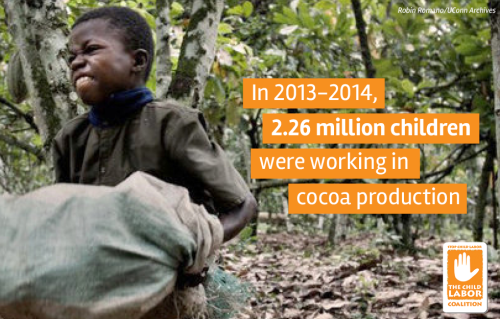 Robin Romano/UConn Archives
In 2013–2014,
2.26 million children
were working in
cocoa production
STOP CHILD LABOR
THE CHILD
LABOR
COALITION